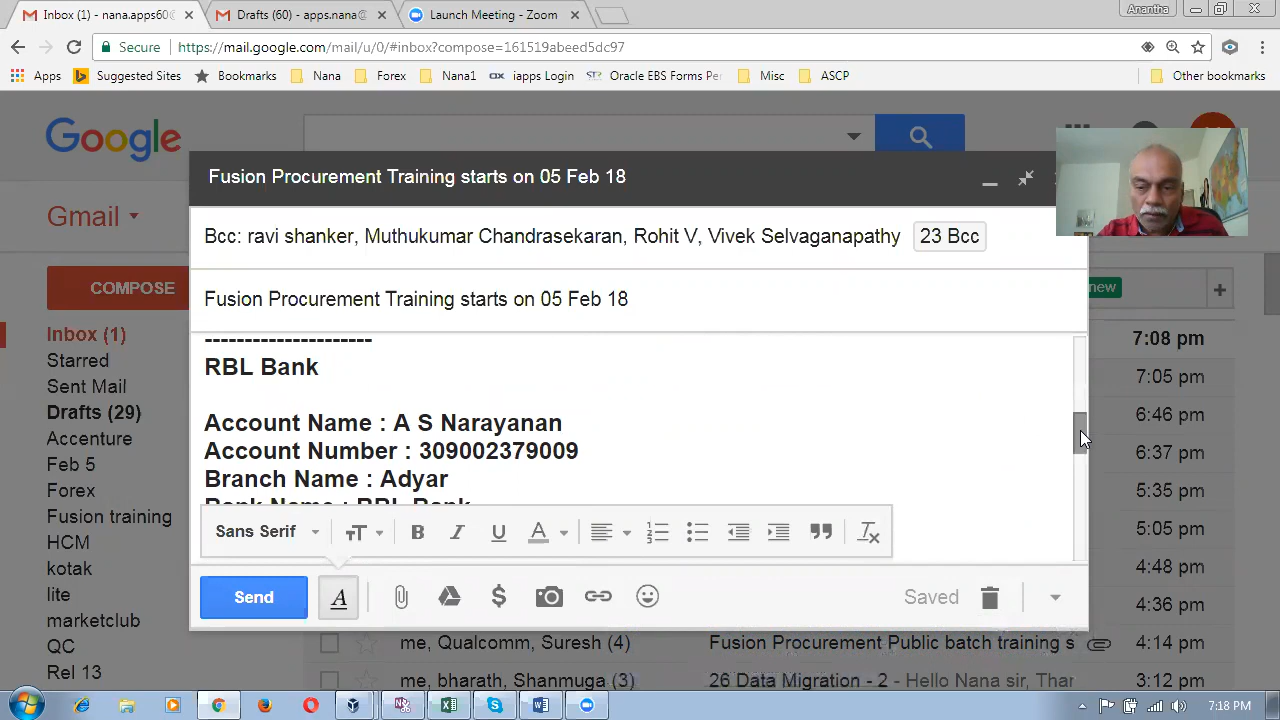 Inbox (1) - nana.apps60@
Drafts (60) - apps.nana@
Launch Meeting - Zoom
Anantha
Secure
https://mail.google.com/mail/u/0/#inbox?compose=161519abeed5dc97
Apps
Suggested Sites
Bookmarks
Nana
Forex
Nana1
iapps Login
Oracle EBS Forms Pe
Misc
ASCP
Other bookmarks
Google
Fusion Procurement Training starts on 05 Feb 18
Gmail
Bcc: ravi shanker, Muthukumar Chandrasekaran, Rohit V, Vivek Selvaganapathy 23 Bcc
COMPOSE
new
Fusion Procurement Training starts on 05 Feb 18
Inbox (1)
Starred
Sent Mail
Drafts (29)
Accenture
Feb 5
Forex
Fusion training
HCM
kotak
lite
marketclub
QC
Rel 13
---------------------
RBL Bank
Account Name : A S Narayanan
Account Number : 309002379009
Branch Name : Adyar
Bank Name : RBL Bank
Sans Serif
Send
Saved
7:08 pm
7:05 pm
6:46 pm
6:37 pm
5:35 pm
5:05 pm
4:48 pm
4:36 pm
me, Qualcomm, Suresh (4) Fusion Procurement Public batch training s 4:14 pm
me, bharath, Shanmuga (3) 26 Data Migration - 2 - Hello Nana sir, Thar 3:12 pm
7:18 PM